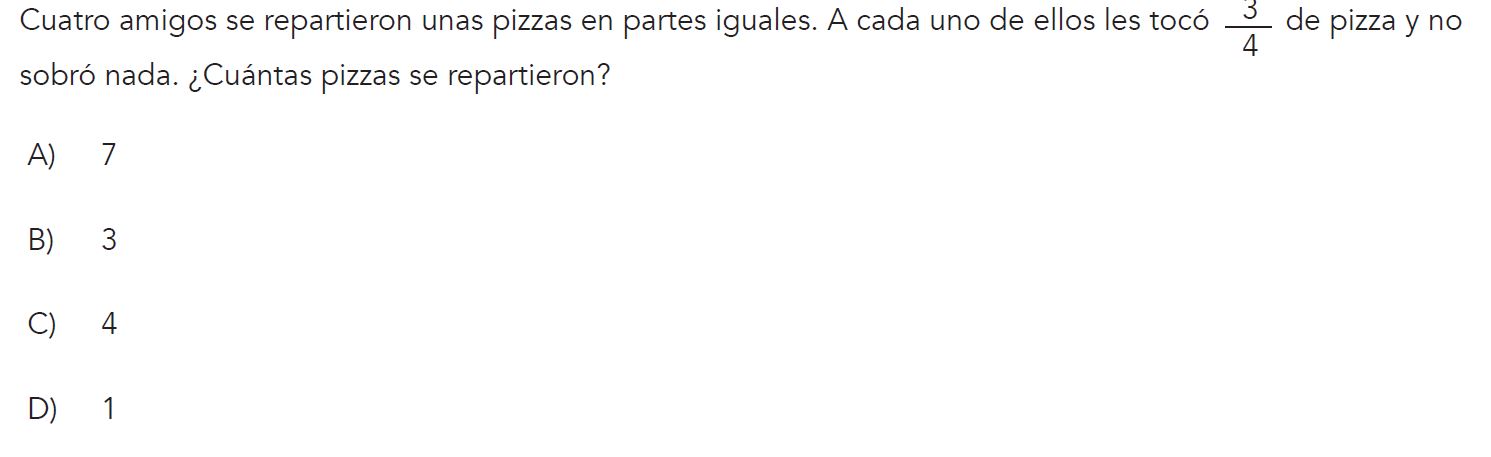 Cuatro amigos se repartieron unas pizzas en partes iguales. A cada uno de ellos les tocó 3/4 de pizza y no
sobró nada. ¿Cuántas pizzas se repartieron?
A) 7
B) 3
C) 4
D) 1